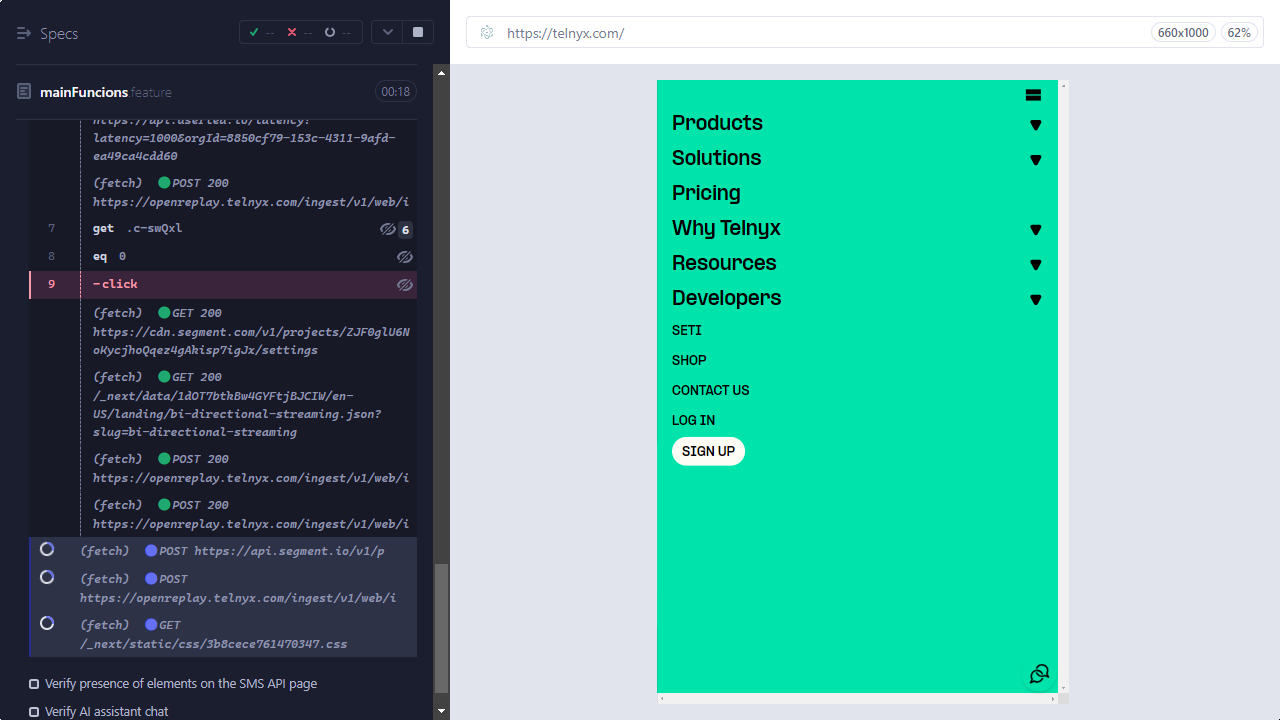 Specs
--
--
--
https://telnyx.com/
660x1000
62%
mainFuncions feature
00:18
https://api.userled.io/latency?
latency=1000&orgId=8850cf79-153c-4311-9afd-
ea49ca4cdd60
(fetch) POST 200
https://openreplay.telnyx.com/ingest/v1/web/i
7 get .c-swQxl 6
8 eq 0
9 -click
(fetch) GET 200
https://cdn.segment.com/v1/projects/ZJF0glU6N
oKycjhoQqez4gAkisp7igJx/settings
(fetch) GET 200
/_next/data/1dOT7btkBw4GYFtjBJCIW/en-
US/landing/bi-directional-streaming.json?
slug=bi-directional-streaming
(fetch) POST 200
https://openreplay.telnyx.com/ingest/v1/web/i
(fetch) POST 200
https://openreplay.telnyx.com/ingest/v1/web/i
(fetch) POST https://api.segment.io/v1/p
(fetch) POST
https://openreplay.telnyx.com/ingest/v1/web/i
(fetch) GET
/_next/static/css/3b8cece761470347.css
Verify presence of elements on the SMS API page
Verify AI assistant chat
Products
Solutions
Pricing
Why Telnyx
Resources
Developers
SETI
SHOP
CONTACT US
LOG IN
SIGN UP